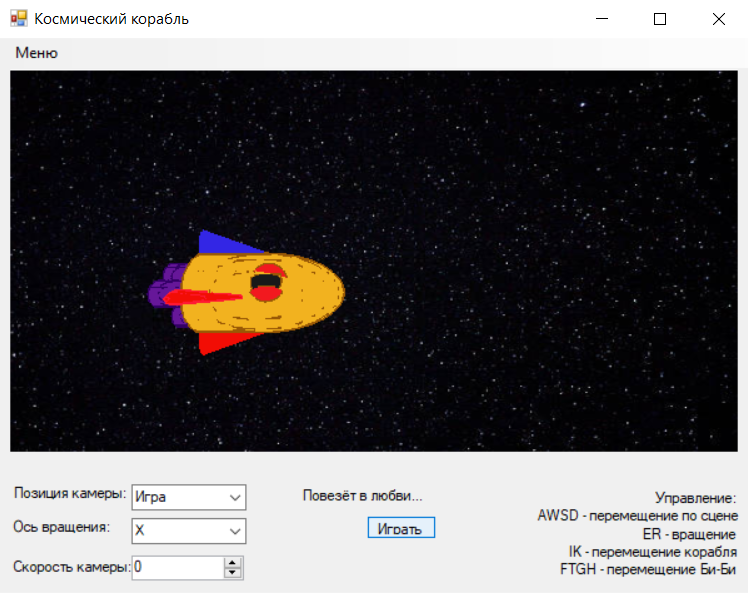 Космический корабль
Меню
Позиция камеры: Игра
Ось вращения: X
Скорость камеры: 0
Повезёт в любви...
Играть
Управление:
AWSD - перемещение по сцене
ER - вращение
IK - перемещение корабля
FTGH - перемещение Би-Би